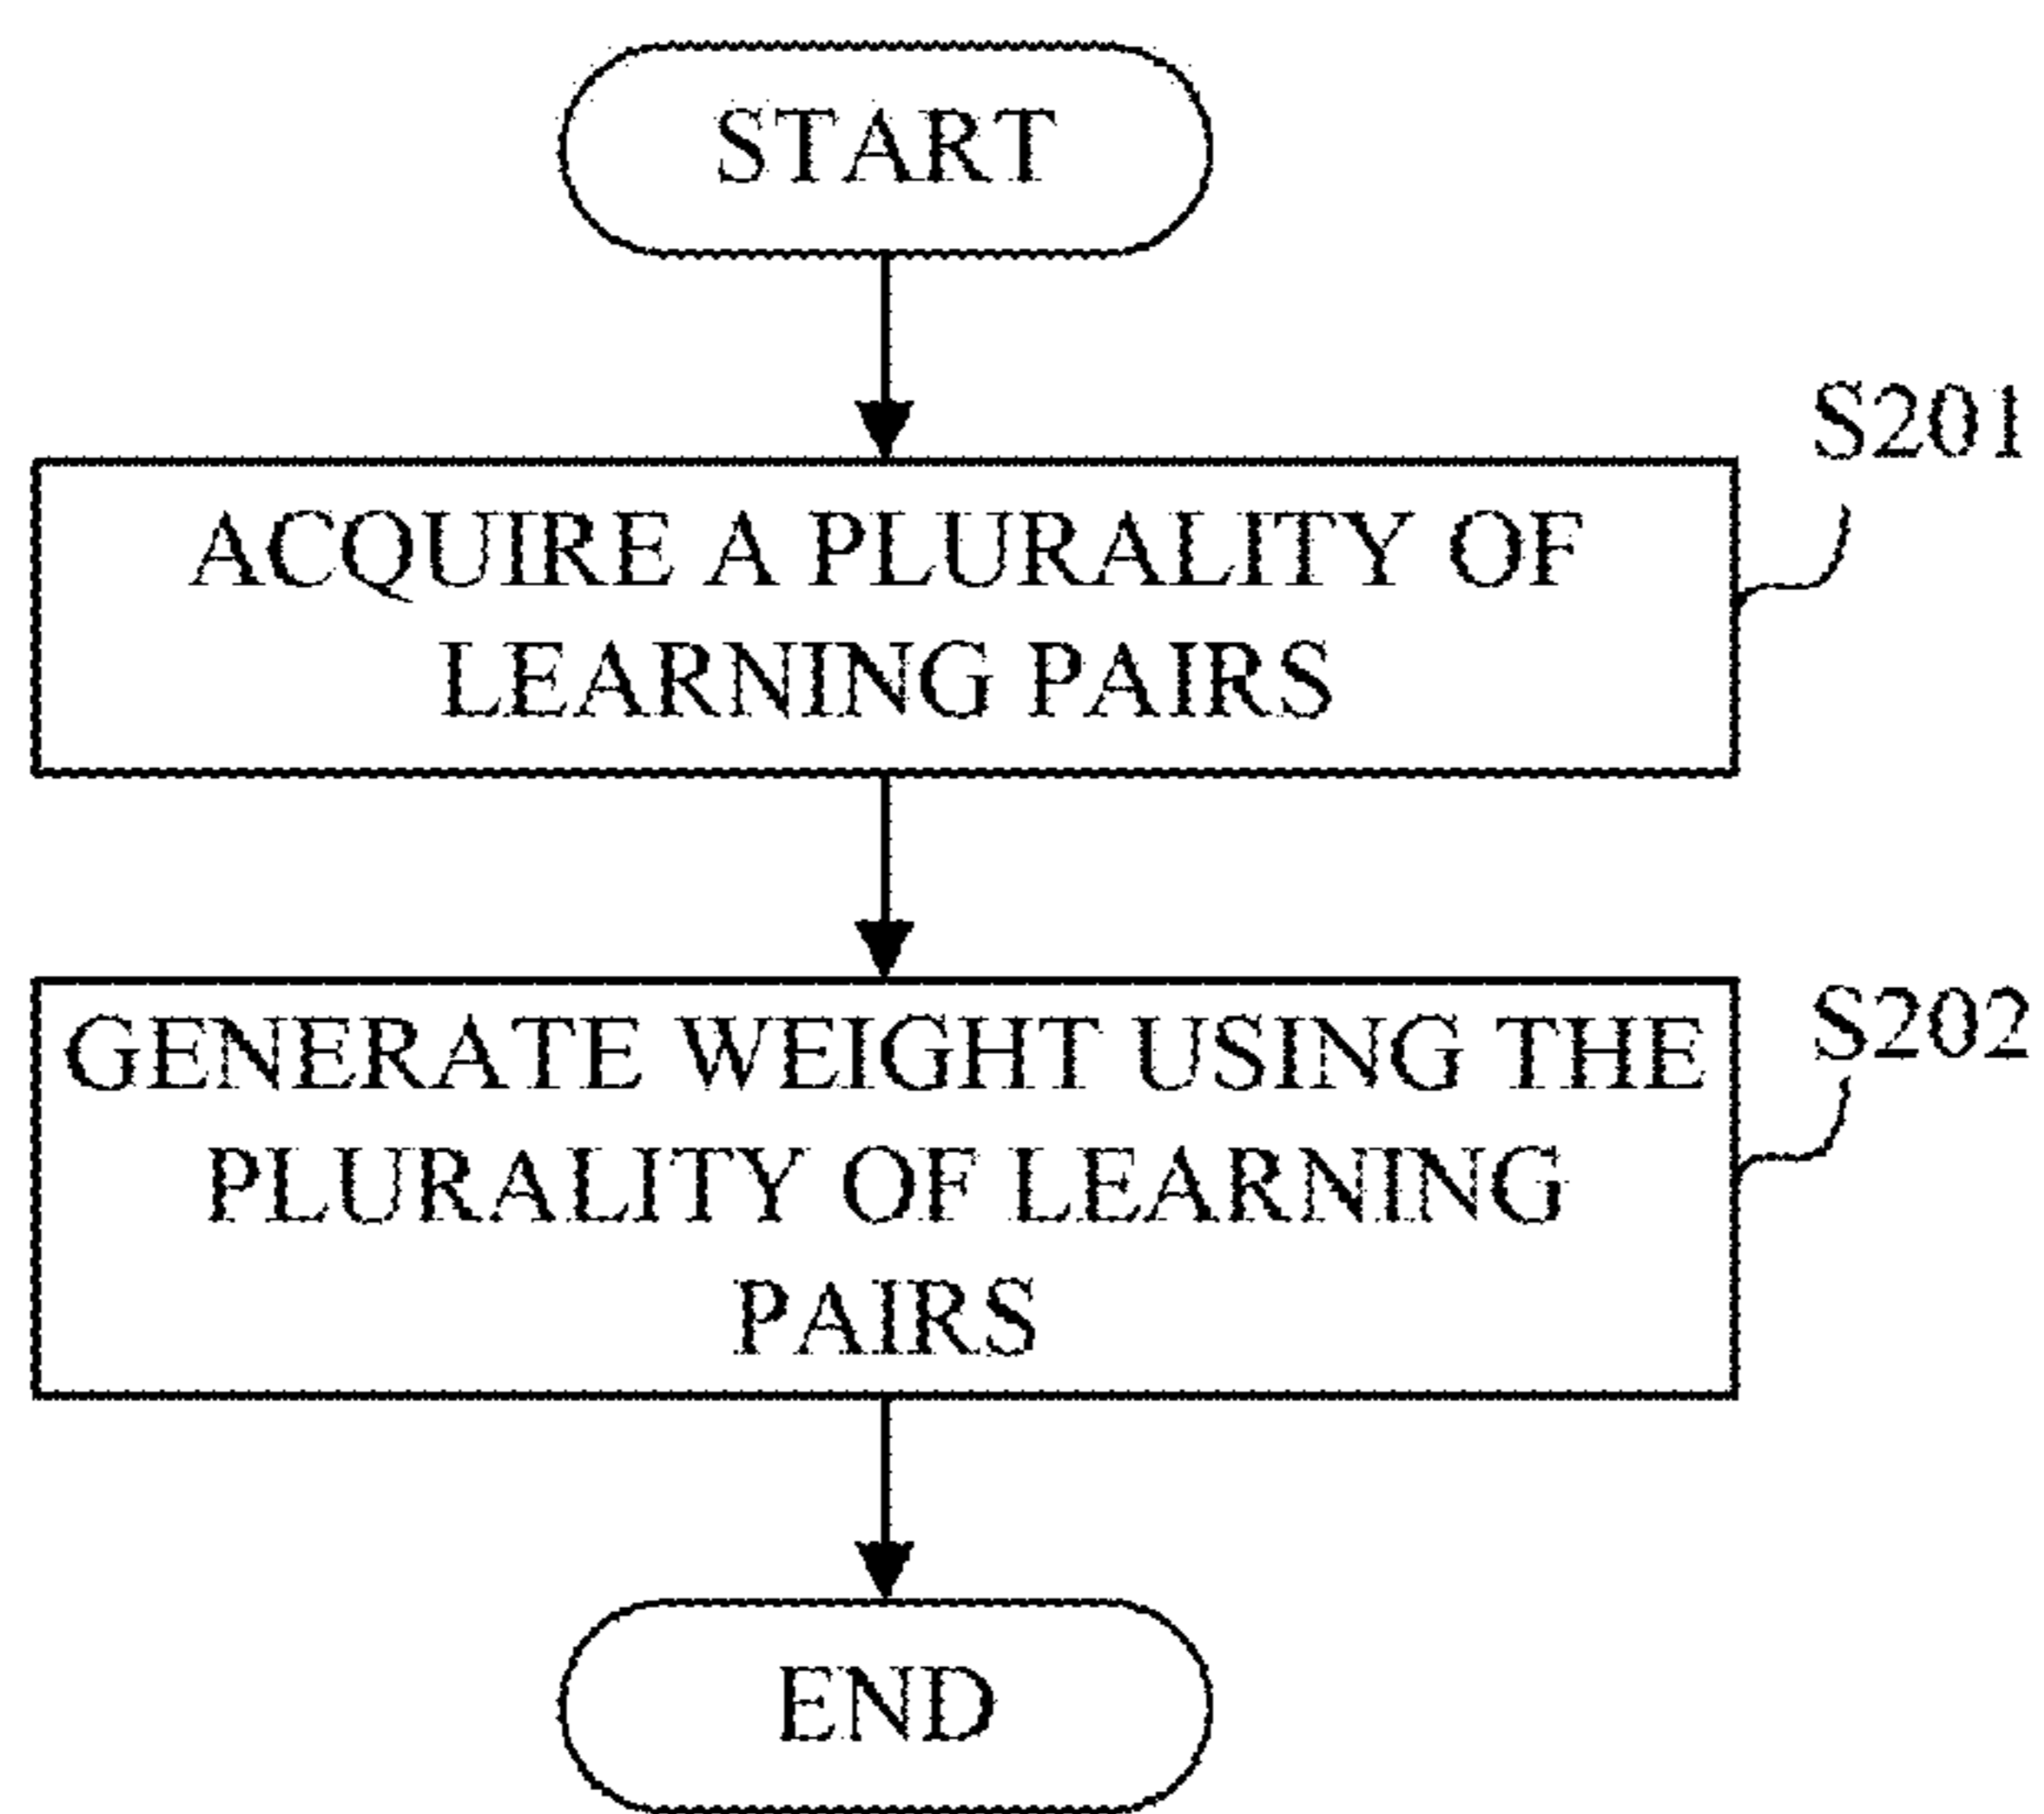 START
S201
ACQUIRE A PLURALITY OF
LEARNING PAIRS
S202
GENERATE WEIGHT USING THE
PLURALITY OF LEARNING
PAIRS
END